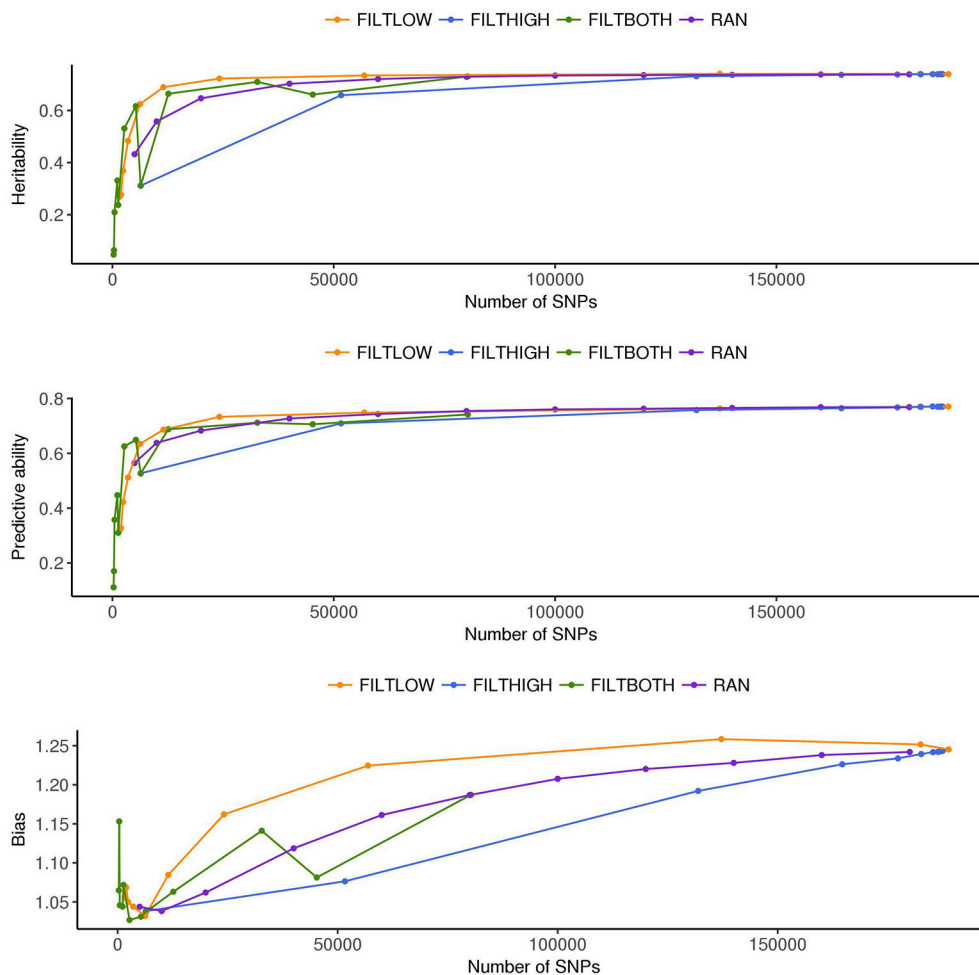 FILTLOW FILTHIGH FILTBOTH RAN
0.6
0.4
0.2
Heritability
0 50000 100000 150000
Number of SNPs
FILTLOW FILTHIGH FILTBOTH RAN
0.8
0.6
0.4
0.2
Predictive ability
0 50000 100000 150000
Number of SNPs
FILTLOW FILTHIGH FILTBOTH RAN
1.25
1.20
1.15
1.10
1.05
Bias
0 50000 100000 150000
Number of SNPs